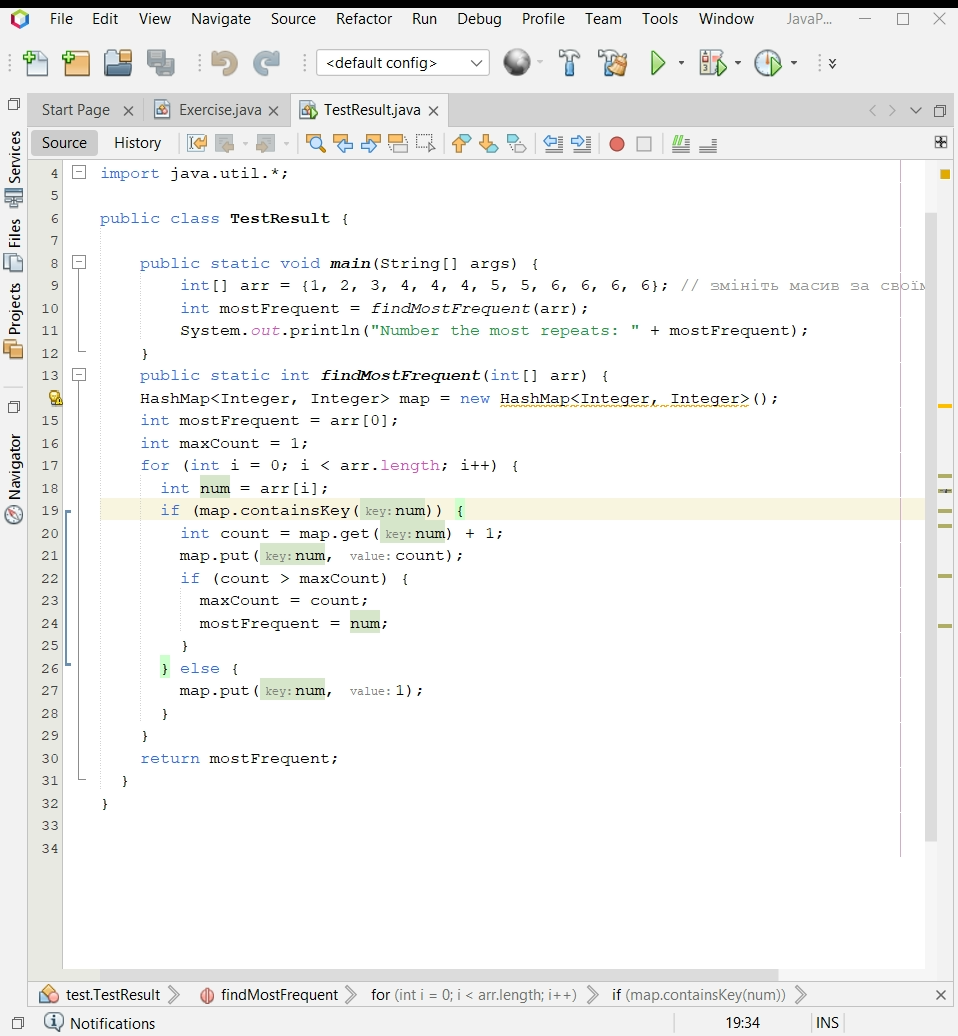 File Edit View Navigate Source Refactor Run Debug Profile Team Tools Window JavaP...
<default config>
Start Page Exercise.java TestResult.java
Source History
Services
Files
Projects
Navigator
4 import java.util.*;
5
6 public class TestResult {
7
8 public static void main(String[] args) {
9 int[] arr = {1, 2, 3, 4, 4, 4, 5, 5, 6, 6, 6, 6}; // змініть масив за своїм
10 int mostFrequent = findMostFrequent(arr);
11 System.out.println("Number the most repeats: " + mostFrequent);
12 }
13 public static int findMostFrequent(int[] arr) {
HashMap<Integer, Integer> map = new HashMap<Integer, Integer>();
15 int mostFrequent = arr[0];
16 int maxCount = 1;
17 for (int i = 0; i < arr.length; i++) {
18 int num = arr[i];
19 if (map.containsKey(key: num)) {
20 int count = map.get(key: num) + 1;
21 map.put(key: num, value: count);
22 if (count > maxCount) {
23 maxCount = count;
24 mostFrequent = num;
25 }
26 } else {
27 map.put(key: num, value: 1);
28 }
29 }
30 return mostFrequent;
31 }
32 }
33
34
test.TestResult findMostFrequent for (int i = 0; i < arr.length; i++) if (map.containsKey(num))
Notifications 19:34 INS